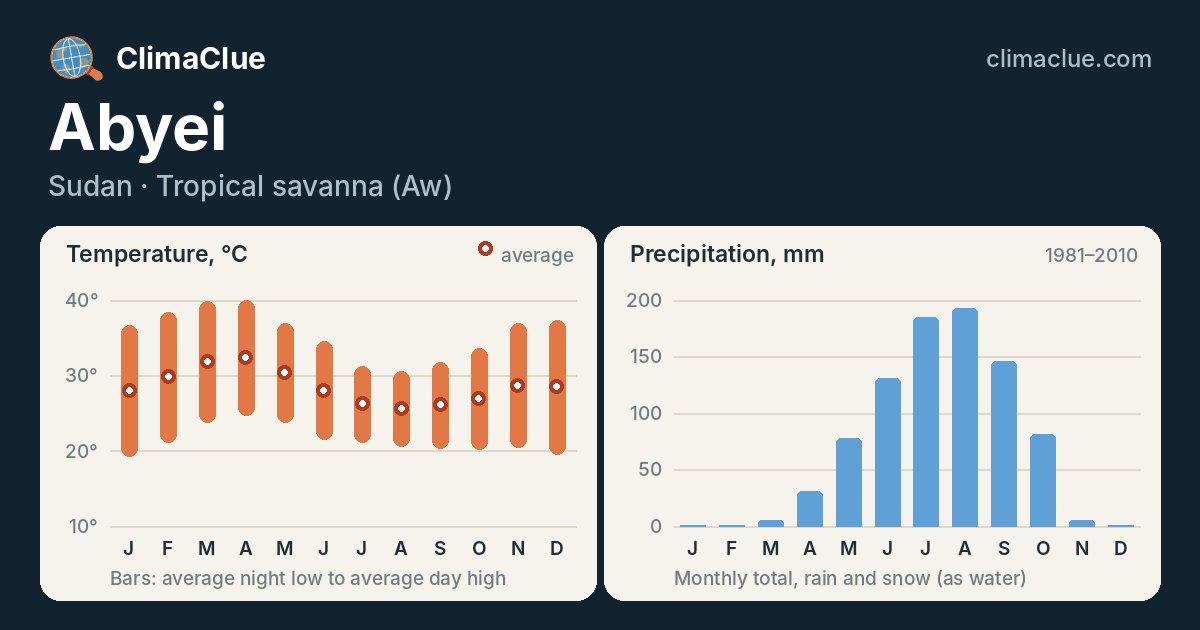 ClimaClue
climaclue.com
Abyei
Sudan · Tropical savanna (Aw)
Temperature, °C
average
40°
30°
20°
10°
J F M A M J J A S O N D
Bars: average night low to average day high
Precipitation, mm
1981–2010
200
150
100
50
0
J F M A M J J A S O N D
Monthly total, rain and snow (as water)